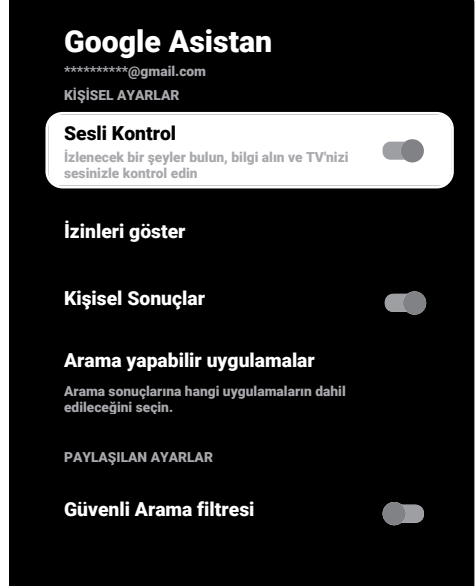 Google Asistan
**********@gmail.com
KİŞİSEL AYARLAR
Sesli Kontrol
İzlenecek bir şeyler bulun, bilgi alın ve TV'nizi
sesinizle kontrol edin
İzinleri göster
Kişisel Sonuçlar
Arama yapabilir uygulamalar
Arama sonuçlarına hangi uygulamaların dahil
edileceğini seçin.
PAYLAŞILAN AYARLAR
Güvenli Arama filtresi